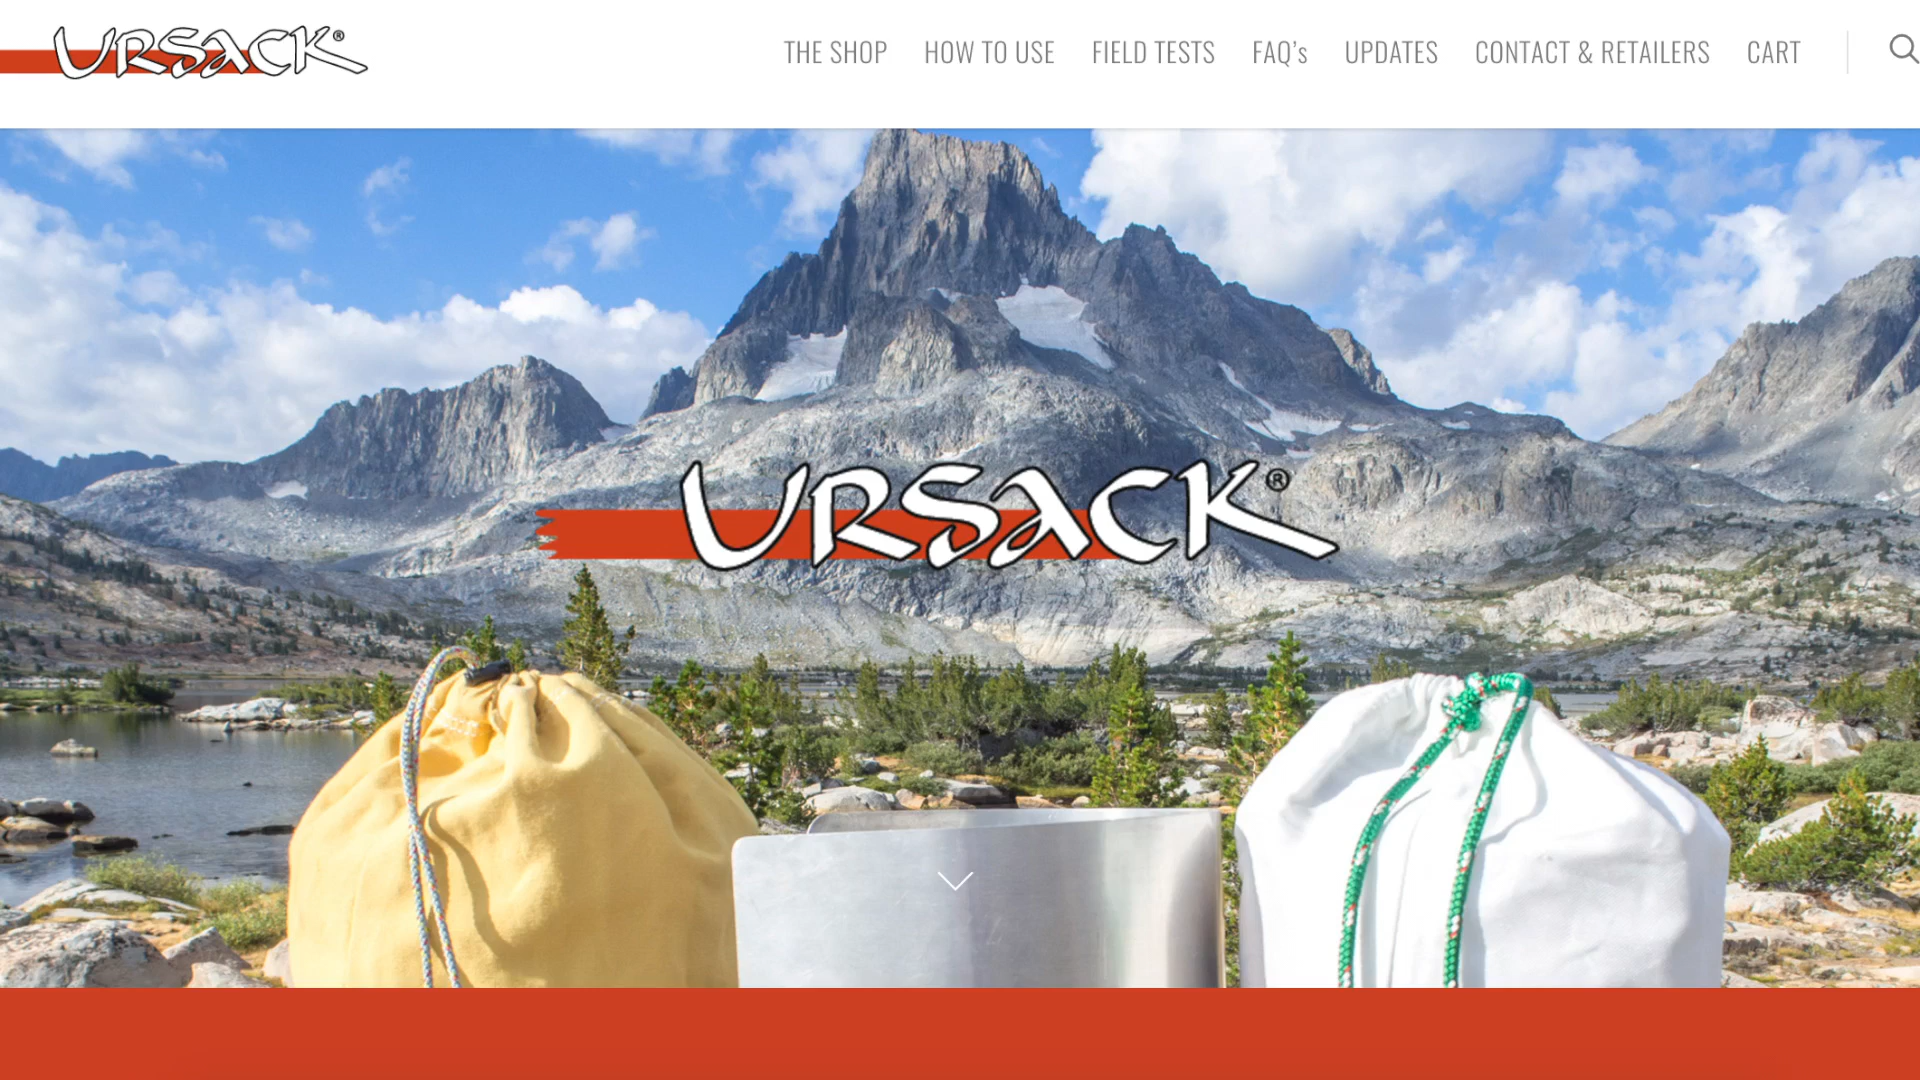 URSACK®
THE SHOP HOW TO USE FIELD TESTS FAQ's UPDATES CONTACT & RETAILERS CART
URSACK®